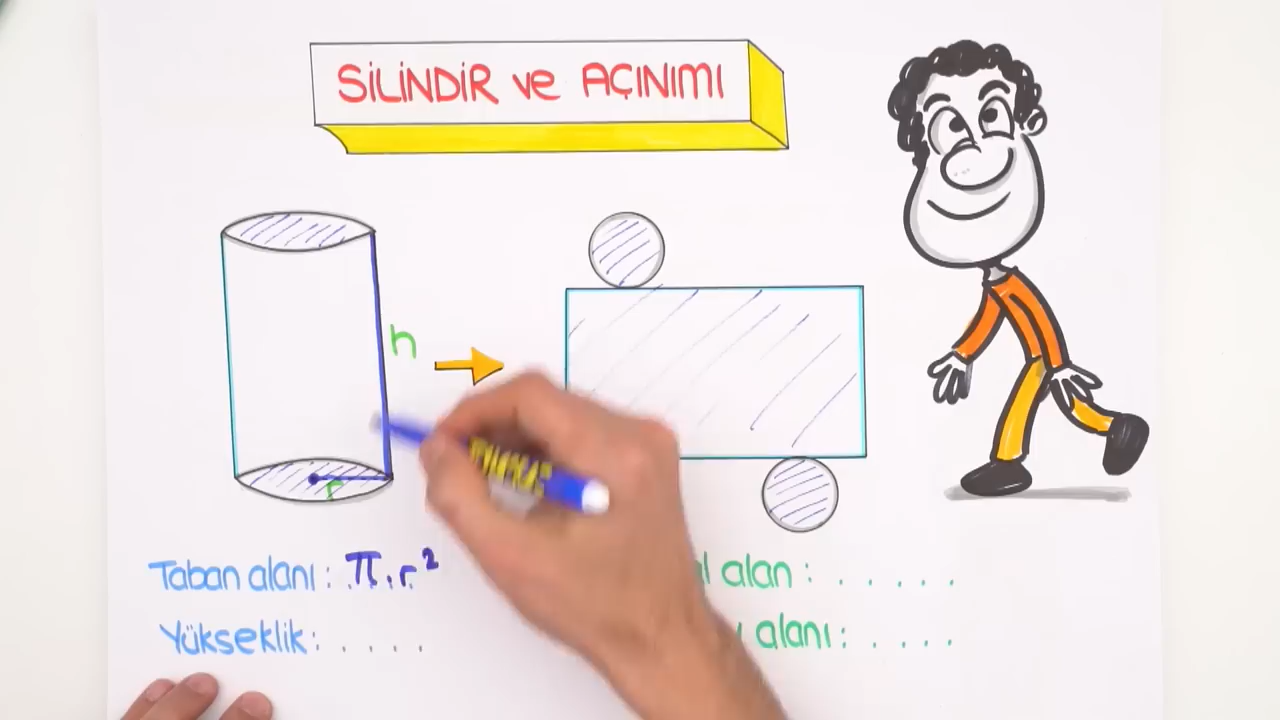 SİLİNDİR ve AÇINIMI
h
r
Taban alanı : π.r²
alan : . . . . .
Yükseklik : . . . . .
alanı : . . . .